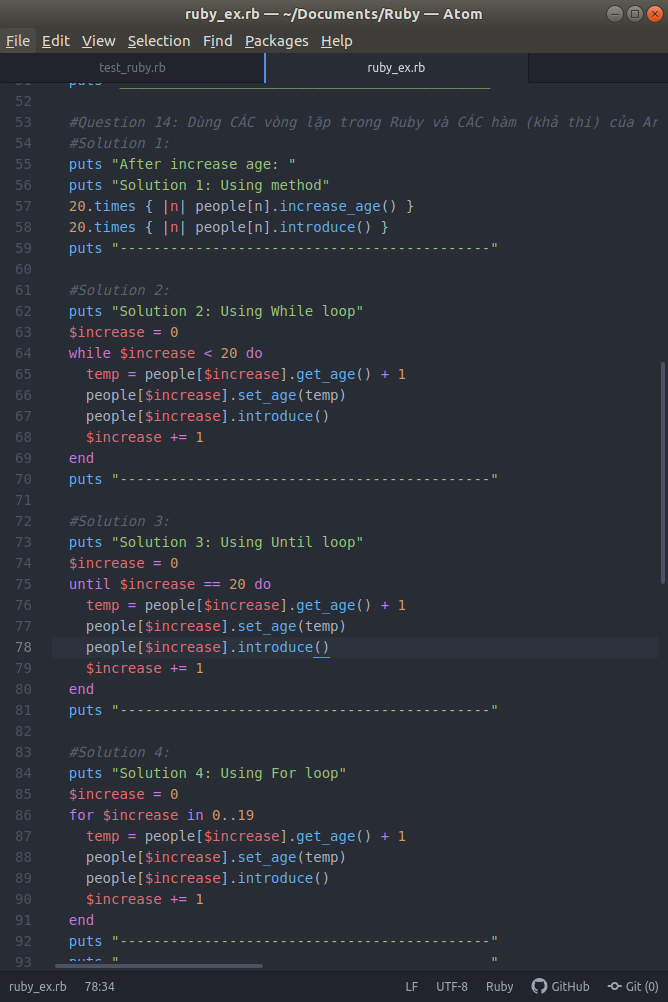 ruby_ex.rb — ~/Documents/Ruby — Atom
File Edit View Selection Find Packages Help
test_ruby.rb ruby_ex.rb
52
53 #Question 14: Dùng CÁC vòng lặp trong Ruby và CÁC hàm (khả thi) của Ar
54 #Solution 1:
55 puts "After increase age: "
56 puts "Solution 1: Using method"
57 20.times { |n| people[n].increase_age() }
58 20.times { |n| people[n].introduce() }
59 puts "--------------------------------------------"
60
61 #Solution 2:
62 puts "Solution 2: Using While loop"
63 $increase = 0
64 while $increase < 20 do
65 temp = people[$increase].get_age() + 1
66 people[$increase].set_age(temp)
67 people[$increase].introduce()
68 $increase += 1
69 end
70 puts "--------------------------------------------"
71
72 #Solution 3:
73 puts "Solution 3: Using Until loop"
74 $increase = 0
75 until $increase == 20 do
76 temp = people[$increase].get_age() + 1
77 people[$increase].set_age(temp)
78 people[$increase].introduce()
79 $increase += 1
80 end
81 puts "--------------------------------------------"
82
83 #Solution 4:
84 puts "Solution 4: Using For loop"
85 $increase = 0
86 for $increase in 0..19
87 temp = people[$increase].get_age() + 1
88 people[$increase].set_age(temp)
89 people[$increase].introduce()
90 $increase += 1
91 end
92 puts "--------------------------------------------"
93
ruby_ex.rb 78:34 LF UTF-8 Ruby GitHub Git (0)